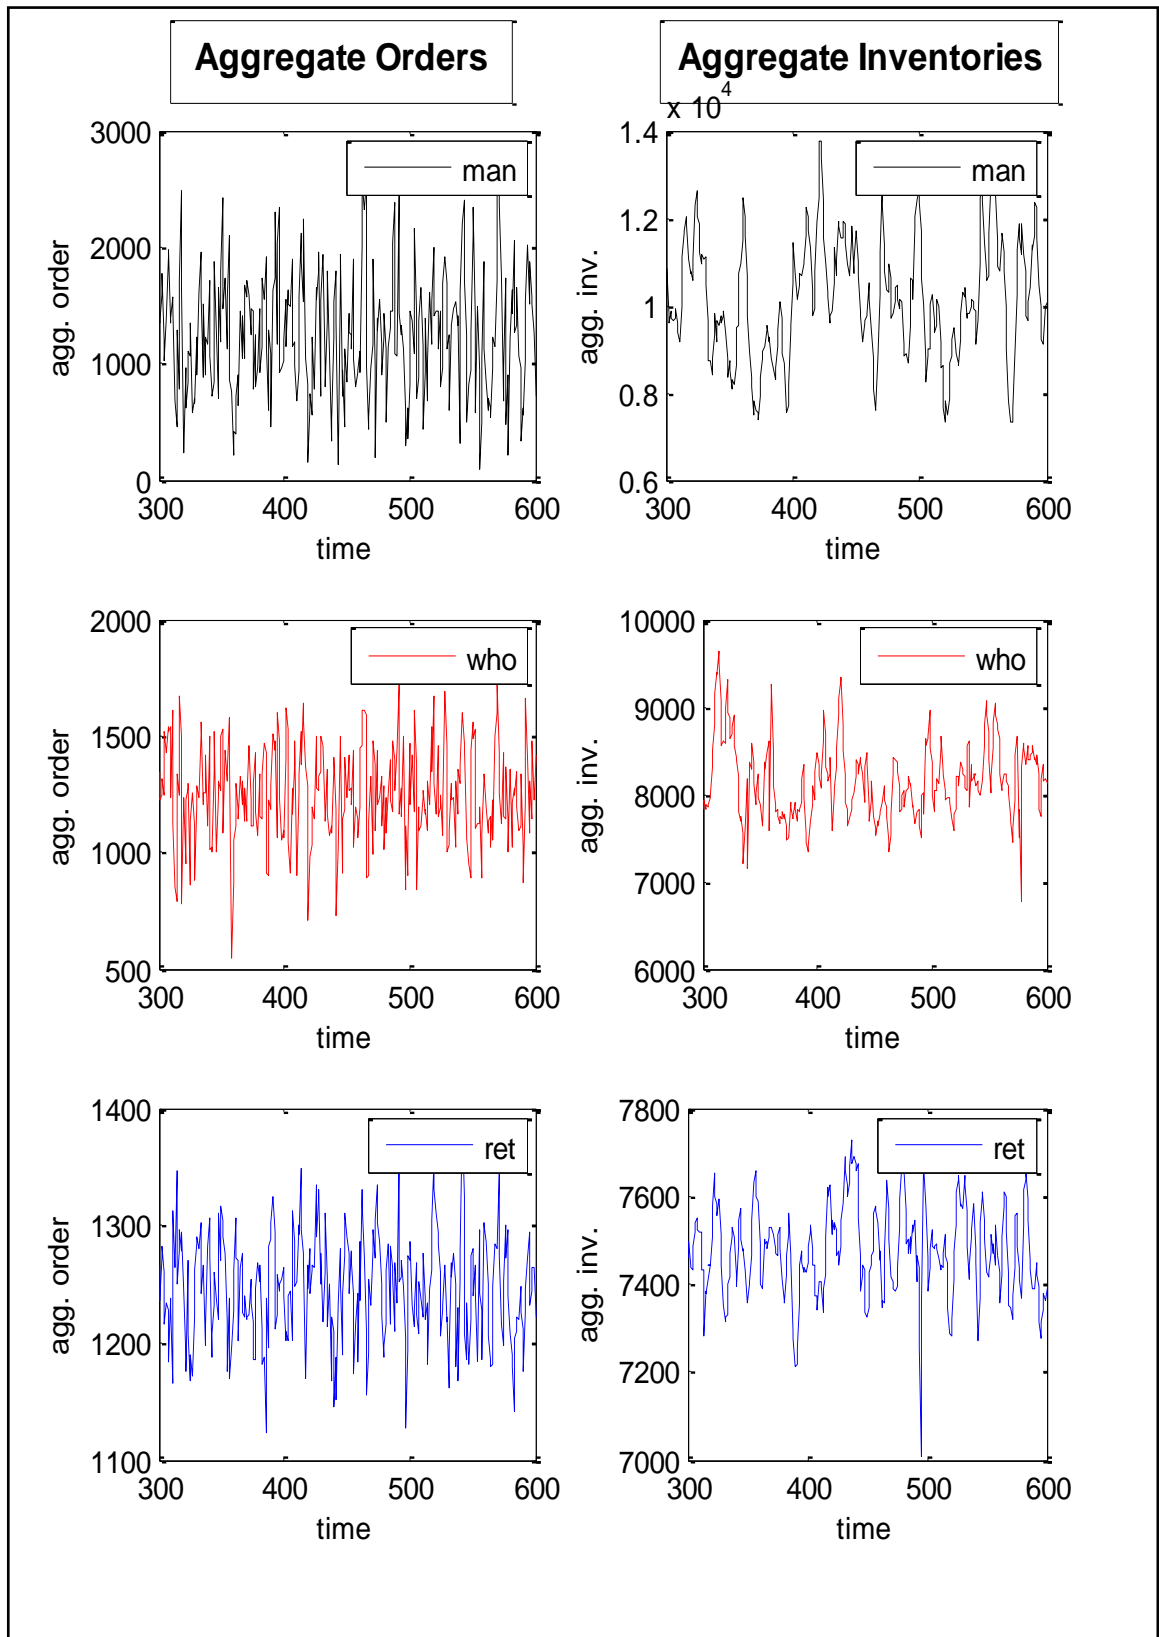 Aggregate Orders
Aggregate Inventories
x 10^4
3000
2000
1000
0
agg. order
man
300 400 500 600
time
1.4
1.2
1
0.8
0.6
agg. inv.
man
300 400 500 600
time
2000
1500
1000
500
agg. order
who
300 400 500 600
time
10000
9000
8000
7000
6000
agg. inv.
who
300 400 500 600
time
1400
1300
1200
1100
agg. order
ret
300 400 500 600
time
7800
7600
7400
7200
7000
agg. inv.
ret
300 400 500 600
time